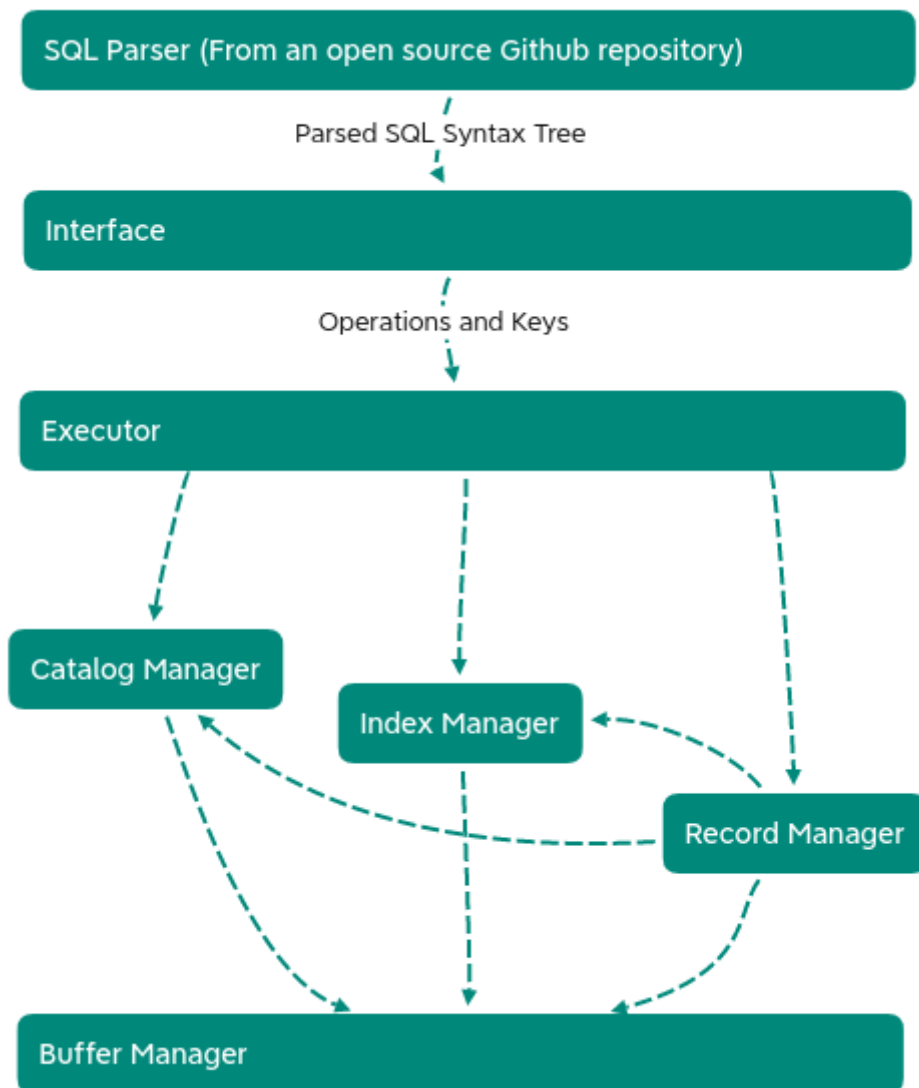 SQL Parser (From an open source Github repository)
Parsed SQL Syntax Tree
Interface
Operations and Keys
Executor
Catalog Manager
Index Manager
Record Manager
Buffer Manager